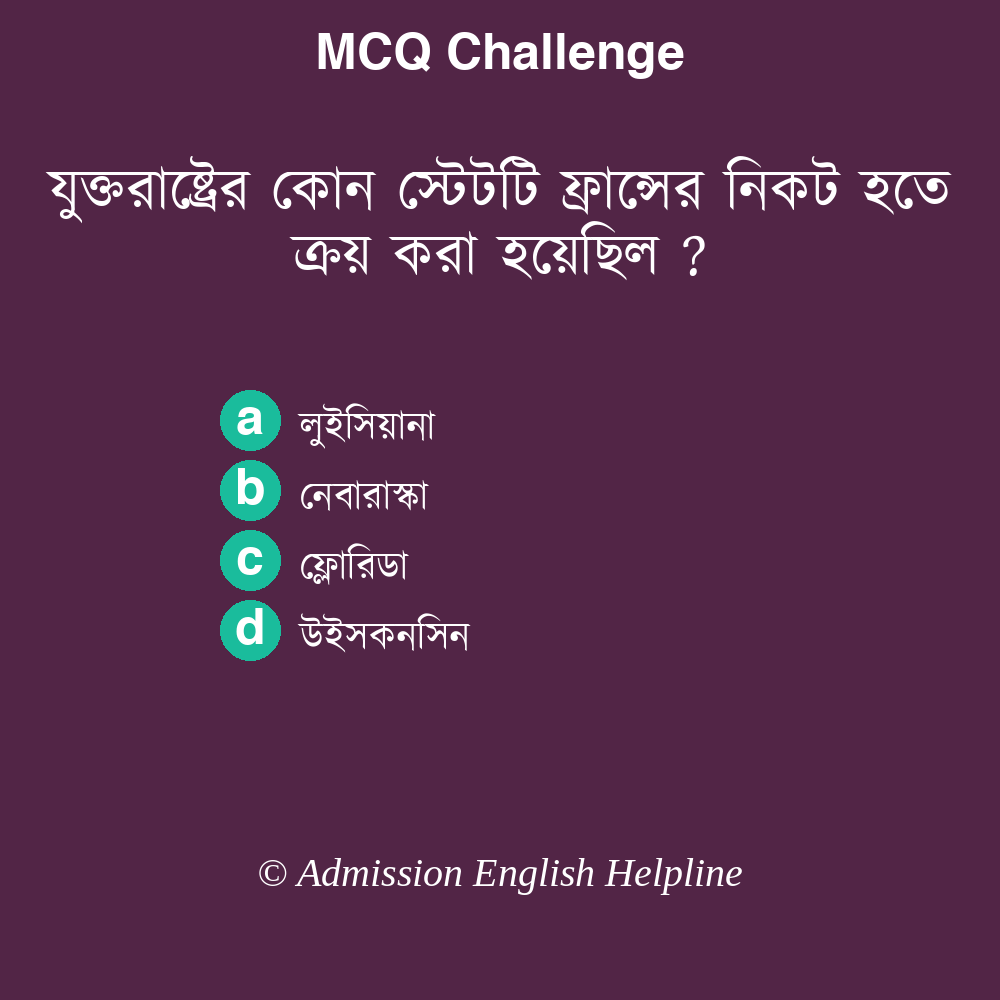 MCQ Challenge
যুক্তরাষ্ট্রের কোন স্টেটটি ফ্রান্সের নিকট হতে
ক্রয় করা হয়েছিল ?
a লুইসিয়ানা
b নেবারাস্কা
c ফ্লোরিডা
d উইসকনসিন
© Admission English Helpline